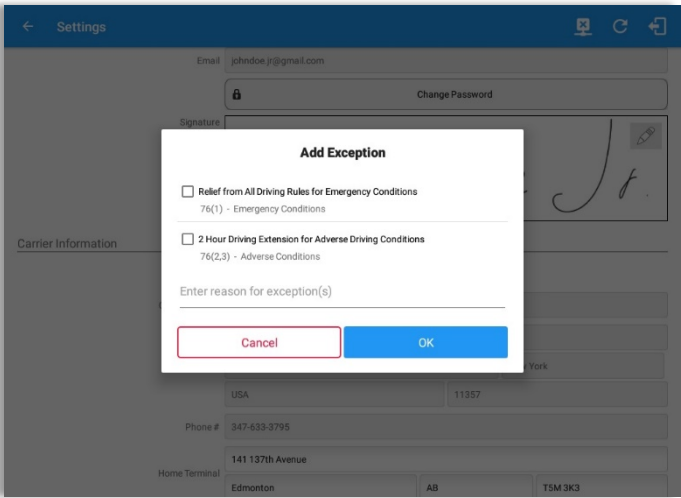 Settings
Email johndoe.jr@gmail.com
Change Password
Signature
Add Exception
Relief from All Driving Rules for Emergency Conditions
76(1) - Emergency Conditions
2 Hour Driving Extension for Adverse Driving Conditions
76(2,3) - Adverse Conditions
Carrier Information
Enter reason for exception(s)
Cancel OK
York
USA 11357
Phone # 347-633-3795
141 137th Avenue
Home Terminal
Edmonton AB T5M 3K3